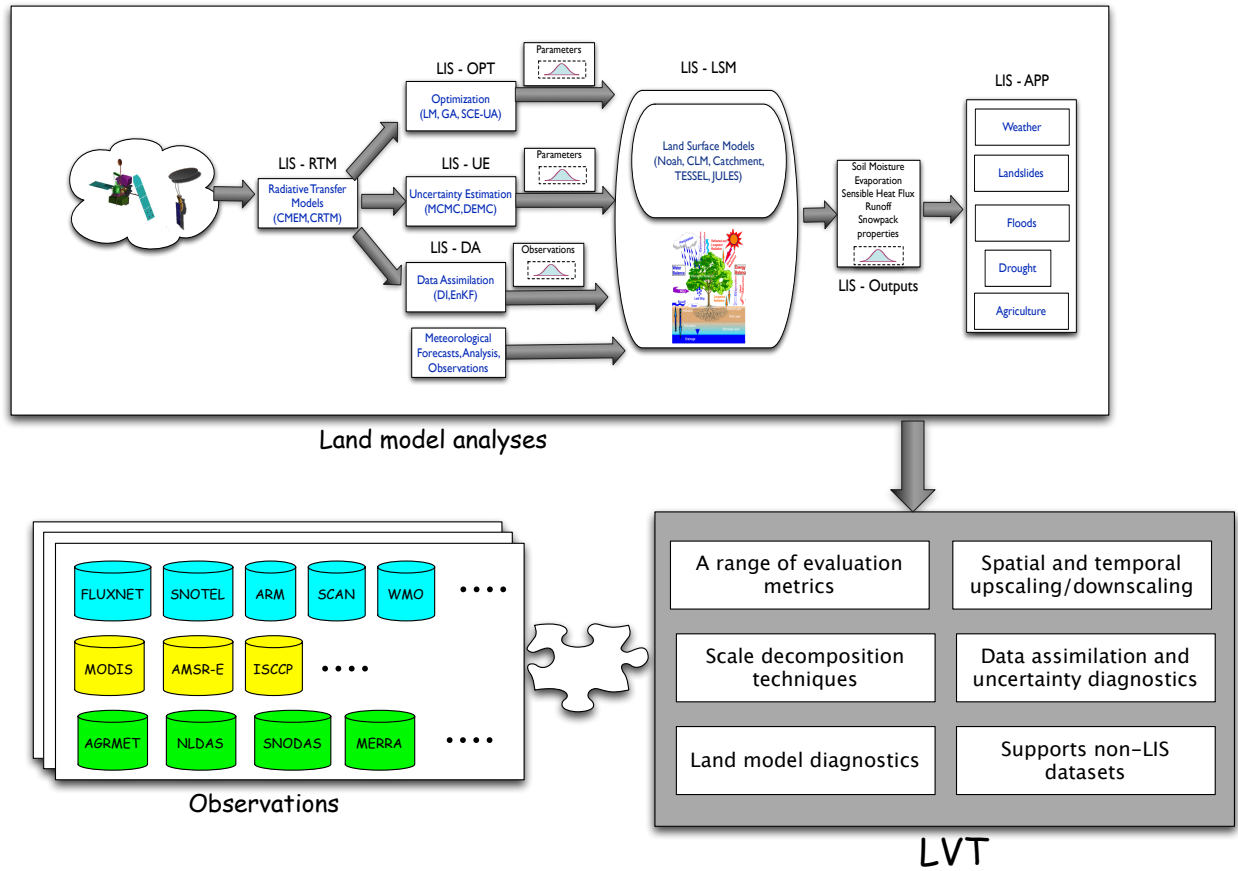 LIS - OPT
Parameters
Optimization
(LM, GA, SCE-UA)
LIS - RTM
Radiative Transfer
Models
(CMEM,CRTM)
LIS - UE
Parameters
Uncertainty Estimation
(MCMC,DEMC)
LIS - DA
Observations
Data Assimilation
(DI,EnKF)
Meteorological
Forecasts,Analysis,
Observations
LIS - LSM
Land Surface Models
(Noah, CLM, Catchment,
TESSEL, JULES)
Soil Moisture
Evaporation
Sensible Heat Flux
Runoff
Snowpack
properties
LIS - Outputs
LIS - APP
Weather
Landslides
Floods
Drought
Agriculture
Land model analyses
FLUXNET
SNOTEL
ARM
SCAN
WMO
....
MODIS
AMSR-E
ISCCP
....
AGRMET
NLDAS
SNODAS
MERRA
....
Observations
A range of evaluation
metrics
Spatial and temporal
upscaling/downscaling
Scale decomposition
techniques
Data assimilation and
uncertainty diagnostics
Land model diagnostics
Supports non-LIS
datasets
LVT